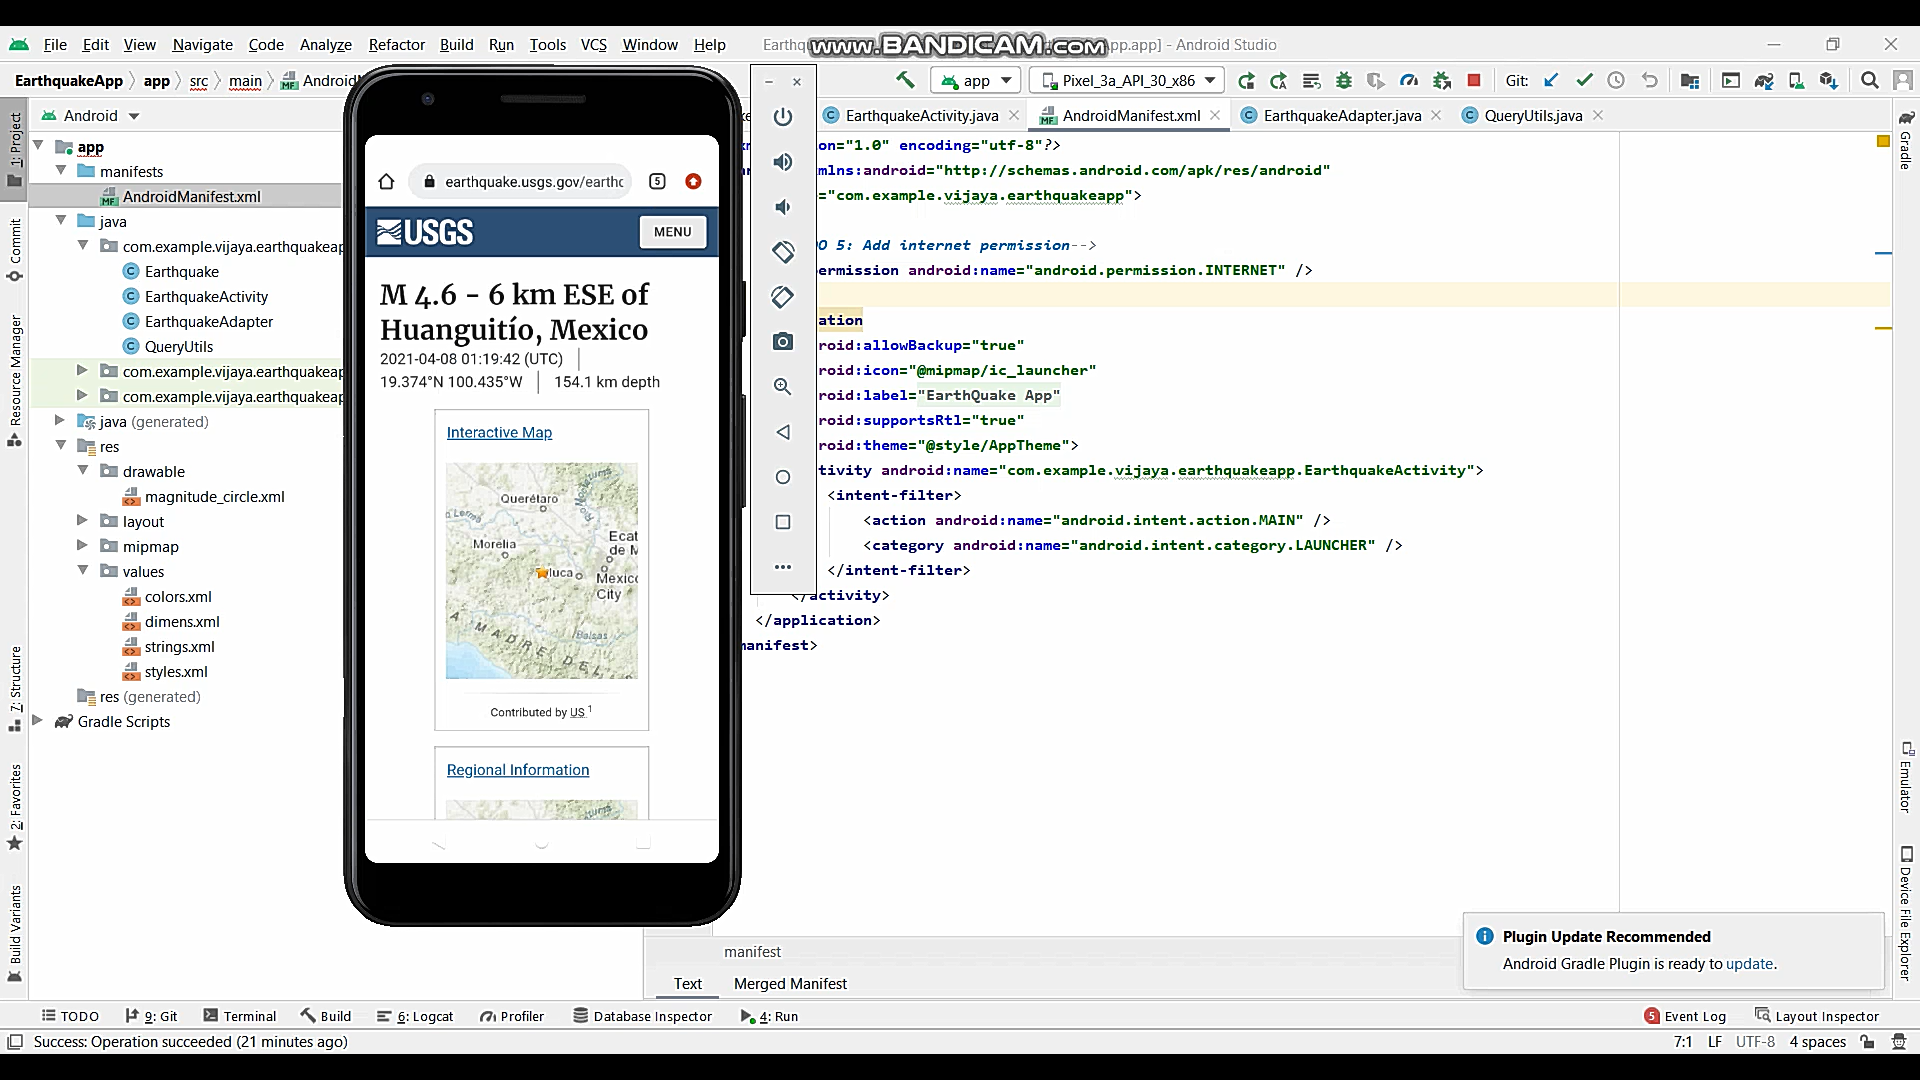 File Edit View Navigate Code Analyze Refactor Build Run Tools VCS Window Help
www.BANDICAM.com
App.app] - Android Studio
EarthquakeApp app src main
app
Pixel_3a_API_30_x86
Git:
Android
EarthquakeActivity.java
AndroidManifest.xml
EarthquakeAdapter.java
QueryUtils.java
1: Project
Commit
Resource Manager
7: Structure
2: Favorites
Build Variants
app
manifests
AndroidManifest.xml
java
com.example.vijaya.earthquakeap
Earthquake
EarthquakeActivity
EarthquakeAdapter
QueryUtils
com.example.vijaya.earthquakeap
com.example.vijaya.earthquakeap
java (generated)
res
drawable
magnitude_circle.xml
layout
mipmap
values
colors.xml
dimens.xml
strings.xml
styles.xml
res (generated)
Gradle Scripts
earthquake.usgs.gov/earthc
5
USGS
MENU
M 4.6 - 6 km ESE of
Huanguitío, Mexico
2021-04-08 01:19:42 (UTC)
19.374°N 100.435°W 154.1 km depth
Interactive Map
Querétaro
Morelia
Ecat
de M
luca
Mexico
City
Balsas
A MADRE DEL
Contributed by US 1
Regional Information
on="1.0" encoding="utf-8"?>
mlns:android="http://schemas.android.com/apk/res/android"
="com.example.vijaya.earthquakeapp">
O 5: Add internet permission-->
ermission android:name="android.permission.INTERNET" />
ation
roid:allowBackup="true"
roid:icon="@mipmap/ic_launcher"
roid:label="EarthQuake App"
roid:supportsRtl="true"
roid:theme="@style/AppTheme">
tivity android:name="com.example.vijaya.earthquakeapp.EarthquakeActivity">
<intent-filter>
<action android:name="android.intent.action.MAIN" />
<category android:name="android.intent.category.LAUNCHER" />
</intent-filter>
</activity>
</application>
manifest>
Gradle
Emulator
Device File Explorer
manifest
Text Merged Manifest
Plugin Update Recommended
Android Gradle Plugin is ready to update.
TODO 9: Git Terminal Build 6: Logcat Profiler Database Inspector 4: Run
5 Event Log Layout Inspector
Success: Operation succeeded (21 minutes ago)
7:1 LF UTF-8 4 spaces